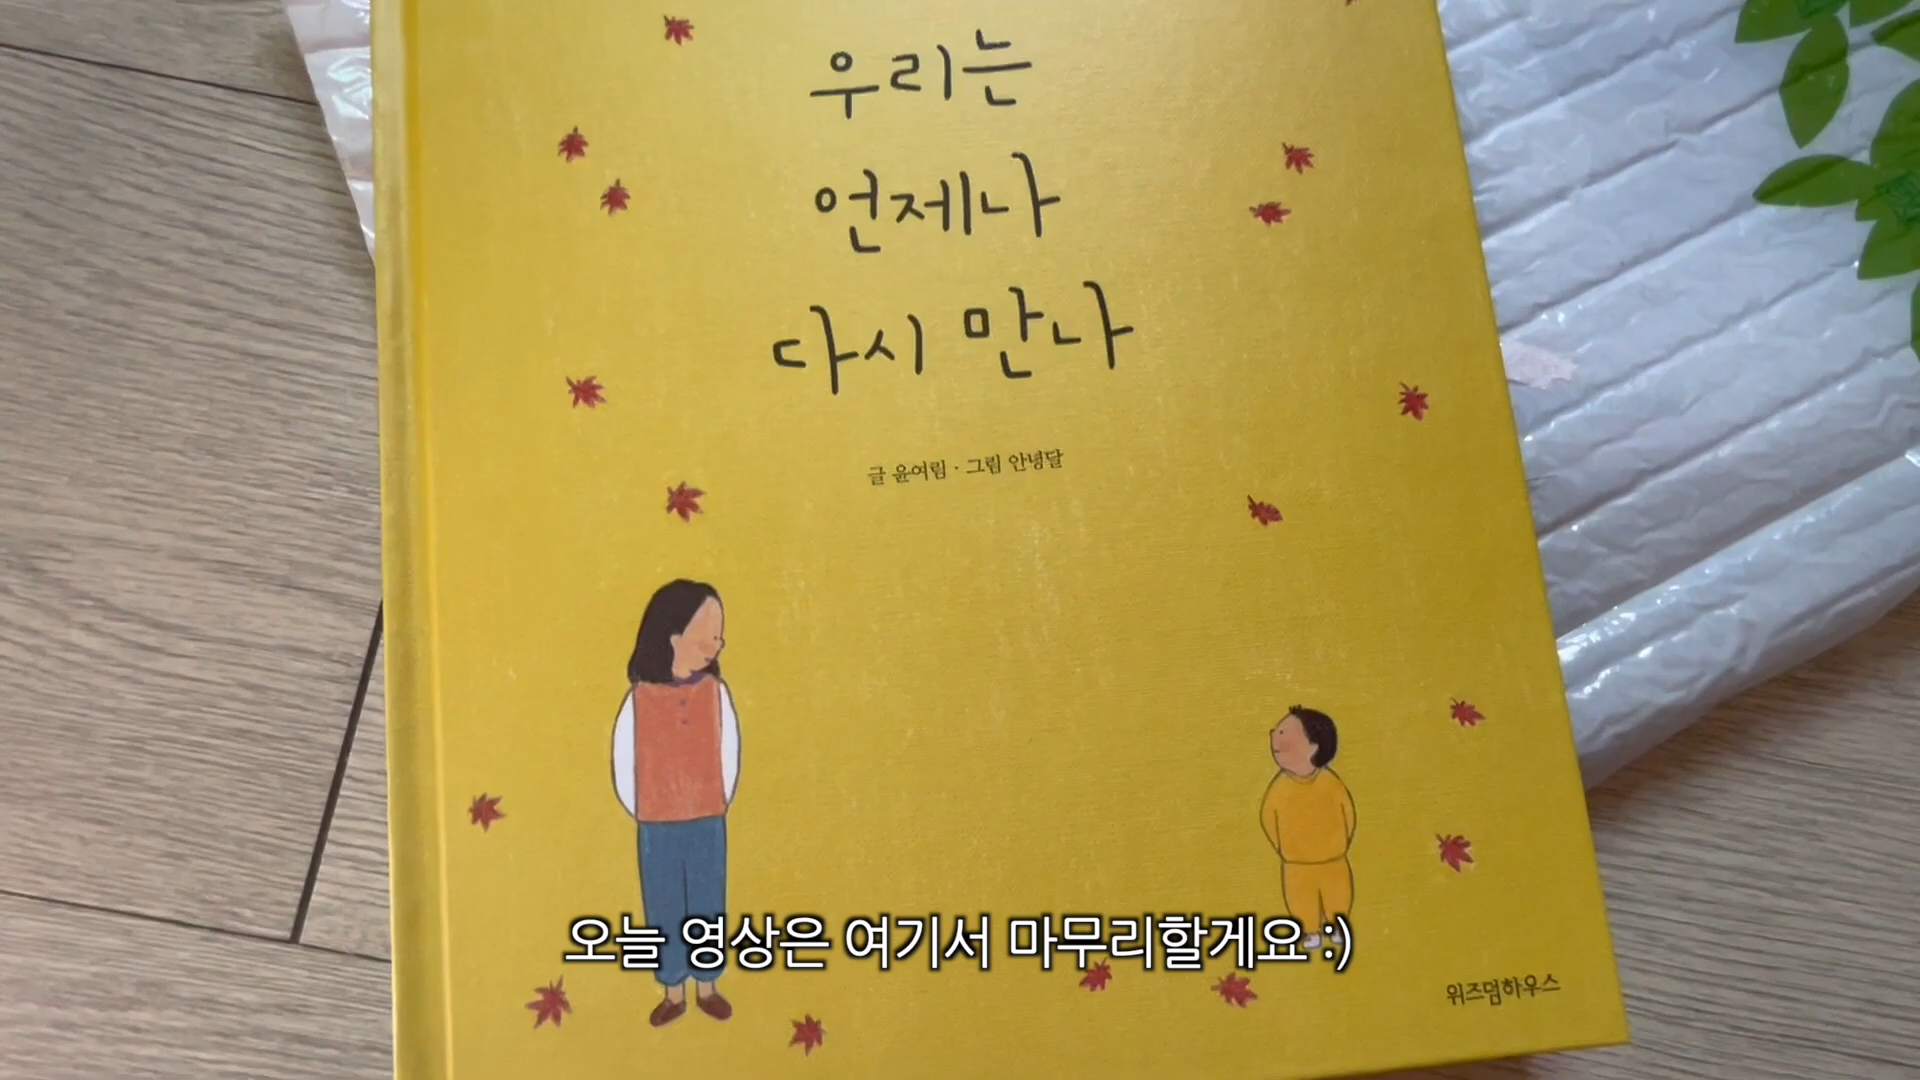 우리는
언제나
다시 만나
글 윤여림 · 그림 안녕달
오늘 영상은 여기서 마무리할게요 :)
위즈덤하우스